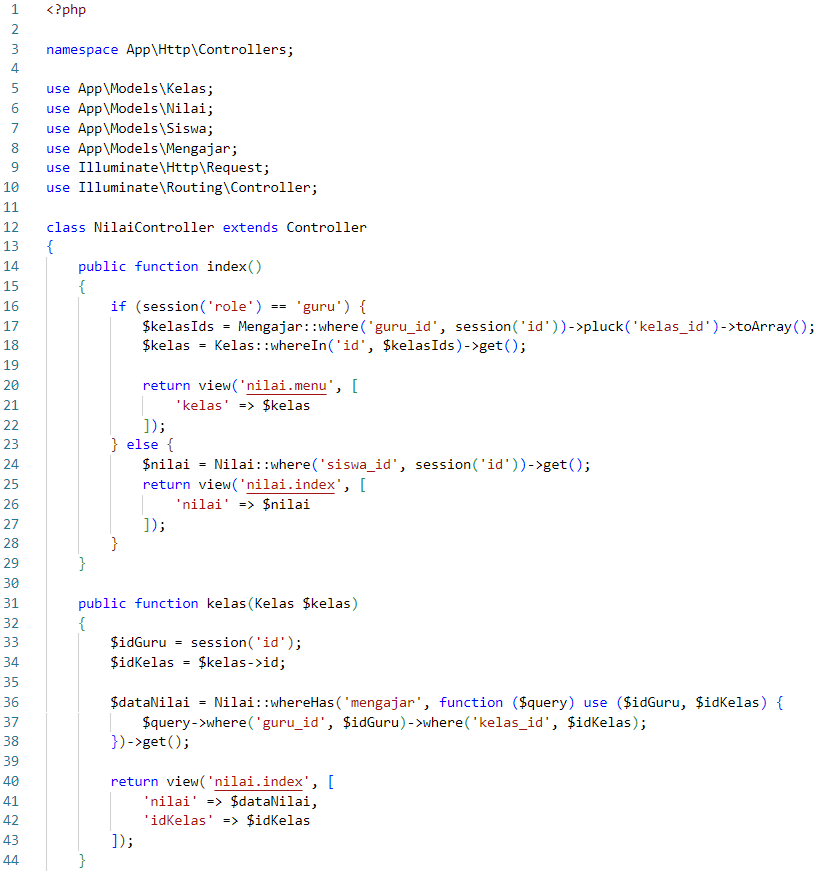 1 <?php
2
3 namespace App\Http\Controllers;
4
5 use App\Models\Kelas;
6 use App\Models\Nilai;
7 use App\Models\Siswa;
8 use App\Models\Mengajar;
9 use Illuminate\Http\Request;
10 use Illuminate\Routing\Controller;
11
12 class NilaiController extends Controller
13 {
14     public function index()
15     {
16         if (session('role') == 'guru') {
17             $kelasIds = Mengajar::where('guru_id', session('id'))->pluck('kelas_id')->toArray();
18             $kelas = Kelas::whereIn('id', $kelasIds)->get();
19
20             return view('nilai.menu', [
21                 'kelas' => $kelas
22             ]);
23         } else {
24             $nilai = Nilai::where('siswa_id', session('id'))->get();
25             return view('nilai.index', [
26                 'nilai' => $nilai
27             ]);
28         }
29     }
30
31     public function kelas(Kelas $kelas)
32     {
33         $idGuru = session('id');
34         $idKelas = $kelas->id;
35
36         $dataNilai = Nilai::whereHas('mengajar', function ($query) use ($idGuru, $idKelas) {
37             $query->where('guru_id', $idGuru)->where('kelas_id', $idKelas);
38         })->get();
39
40         return view('nilai.index', [
41             'nilai' => $dataNilai,
42             'idKelas' => $idKelas
43         ]);
44     }